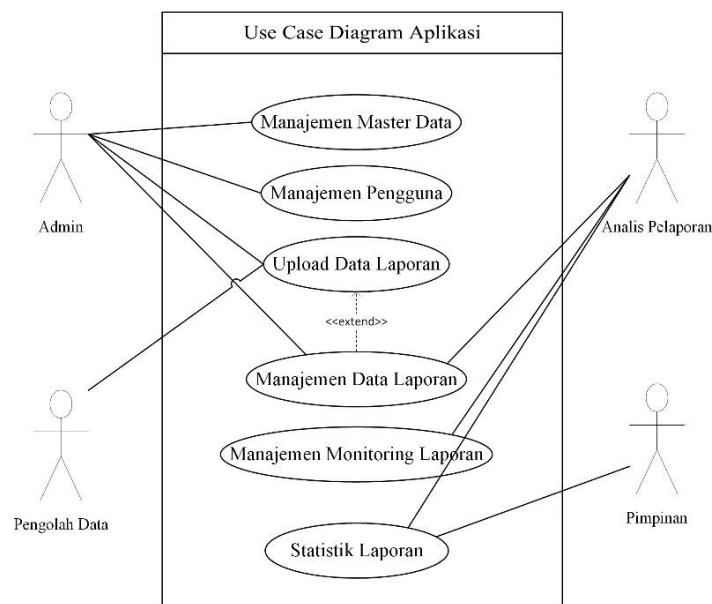 Use Case Diagram Aplikasi
Manajemen Master Data
Manajemen Pengguna
Admin
Analis Pelaporan
Upload Data Laporan
<<extend>>
Manajemen Data Laporan
Manajemen Monitoring Laporan
Pengolah Data
Pimpinan
Statistik Laporan